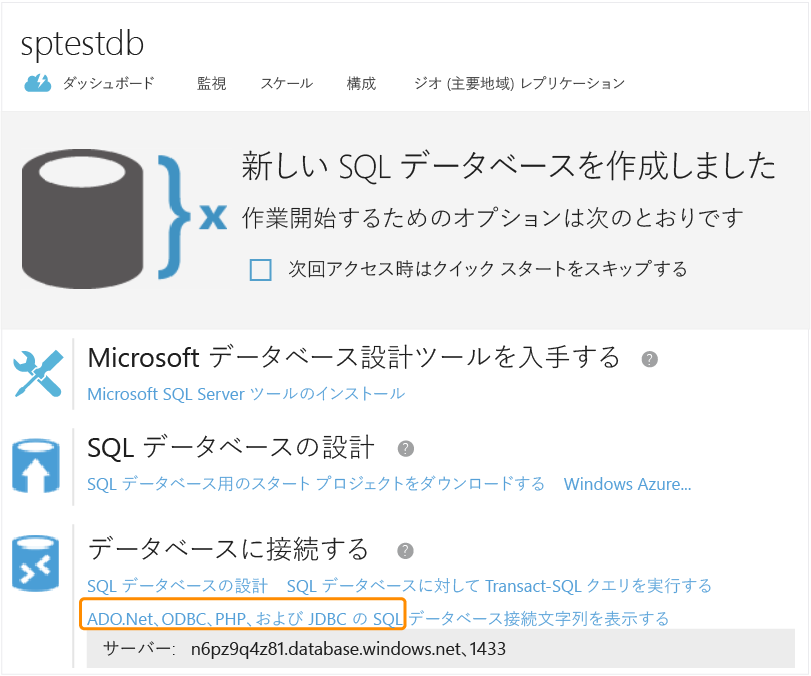 sptestdb
ダッシュボード 監視 スケール 構成 ジオ (主要地域) レプリケーション
新しい SQL データベースを作成しました
作業開始するためのオプションは次のとおりです
次回アクセス時はクイック スタートをスキップする
Microsoft データベース設計ツールを入手する ?
Microsoft SQL Server ツールのインストール
SQL データベースの設計 ?
SQL データベース用のスタート プロジェクトをダウンロードする Windows Azure...
データベースに接続する ?
SQL データベースの設計 SQL データベースに対して Transact-SQL クエリを実行する
ADO.Net、ODBC、PHP、および JDBC の SQL データベース接続文字列を表示する
サーバー: n6pz9q4z81.database.windows.net、1433